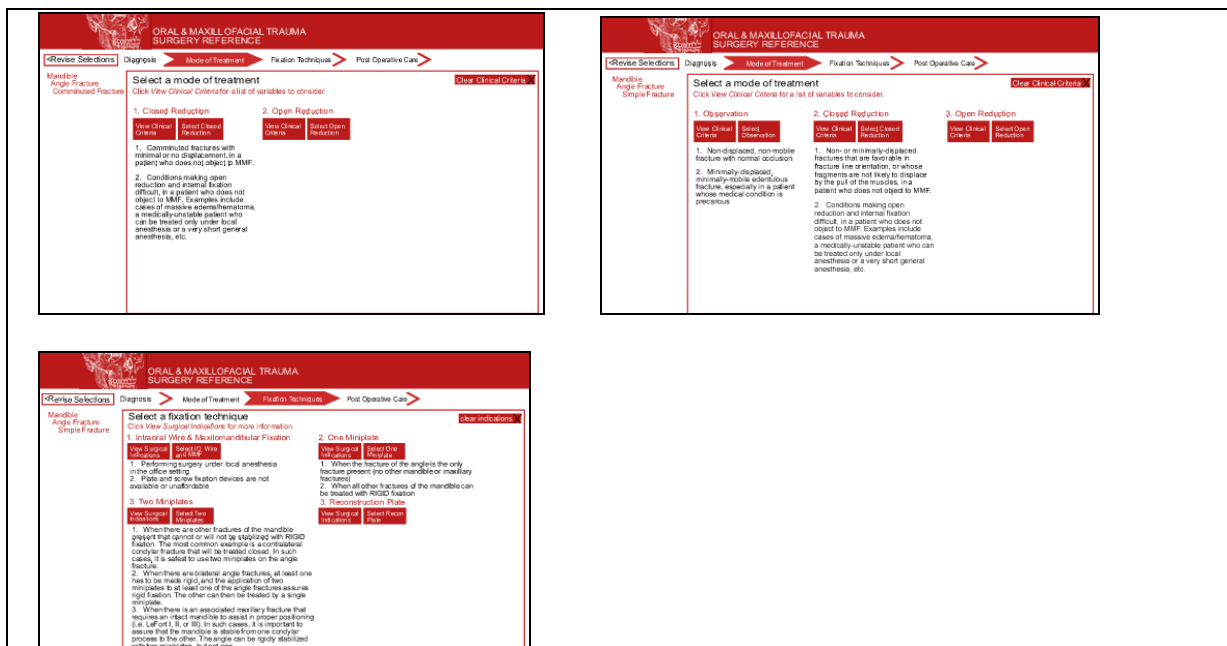 ORAL & MAXILLOFACIAL TRAUMA
SURGERY REFERENCE
<Revise Selections Diagnosis Mode of Treatment Fixation Techniques Post Operative Care
Mandible
Angle Fracture
Comminuted Fracture
Select a mode of treatment
Clear Clinical Criteria X
Click View Clinical Criteria for a list of variables to consider.
1. Closed Reduction
View Clinical Criteria
Select Closed Reduction
1. Comminuted fractures with
minimal or no displacement, in a
patient who does not object to MMF.
2. Conditions making open
reduction and internal fixation
difficult, in a patient who does not
object to MMF. Examples include
cases of massive edema/hematoma,
a medically-unstable patient who
can be treated only under local
anesthesia or a very short general
anesthesia, etc.
2. Open Reduction
View Clinical Criteria
Select Open Reduction
ORAL & MAXILLOFACIAL TRAUMA
SURGERY REFERENCE
<Revise Selections Diagnosis Mode of Treatment Fixation Techniques Post Operative Care
Mandible
Angle Fracture
Simple Fracture
Select a mode of treatment
Clear Clinical Criteria X
Click View Clinical Criteria for a list of variables to consider.
1. Observation
View Clinical Criteria
Select Observation
1. Non-displaced, non-mobile
fracture with normal occlusion
2. Minimally-displaced,
minimally-mobile edentulous
fracture, especially in a patient
whose medical condition is
precarious
2. Closed Reduction
View Clinical Criteria
Select Closed Reduction
1. Non- or minimally-displaced
fractures that are favorable in
fracture line orientation, or whose
fragments are not likely to displace
by the pull of the muscles, in a
patient who does not object to MMF.
2. Conditions making open
reduction and internal fixation
difficult, in a patient who does not
object to MMF. Examples include
cases of massive edema/hematoma,
a medically-unstable patient who can
be treated only under local
anesthesia or a very short general
anesthesia, etc.
3. Open Reduction
View Clinical Criteria
Select Open Reduction
ORAL & MAXILLOFACIAL TRAUMA
SURGERY REFERENCE
<Revise Selections Diagnosis Mode of Treatment Fixation Techniques Post Operative Care
Mandible
Angle Fracture
Simple Fracture
Select a fixation technique
clear indications X
Click View Surgical Indications for more information.
1. Intraoral Wire & Maxilomandibular Fixation
View Surgical Indications
Select IO Wire and MMF
1. Performing surgery under local anesthesia
in the office setting
2. Plate and screw fixation devices are not
available or unaffordable
2. One Miniplate
View Surgical Indications
Select One Miniplate
1. When the fracture of the angle is the only
fracture present (no other mandible or maxillary
fractures)
2. When all other fractures of the mandible can
be treated with RIGID fixation
3. Two Miniplates
View Surgical Indications
Select Two Miniplates
1. When there are other fractures of the mandible
present that cannot or will not be stabilized with RIGID
fixation. The most common example is a contralateral
condylar fracture that will be treated closed. In such
cases, it is safest to use two miniplates on the angle
fracture.
2. When there are bilateral angle fractures, at least one
has to be made rigid, and the application of two
miniplates to at least one of the angle fractures assures
rigid fixation. The other can then be treated by a single
miniplate.
3. When there is an associated maxillary fracture that
requires an intact mandible to assist in proper positioning
(i.e. LeFort I, II, or III). In such cases, it is important to
assure that the mandible is stable from one condylar
process to the other. The angle can be rigidly stabilized
3. Reconstruction Plate
View Surgical Indications
Select Recon Plate